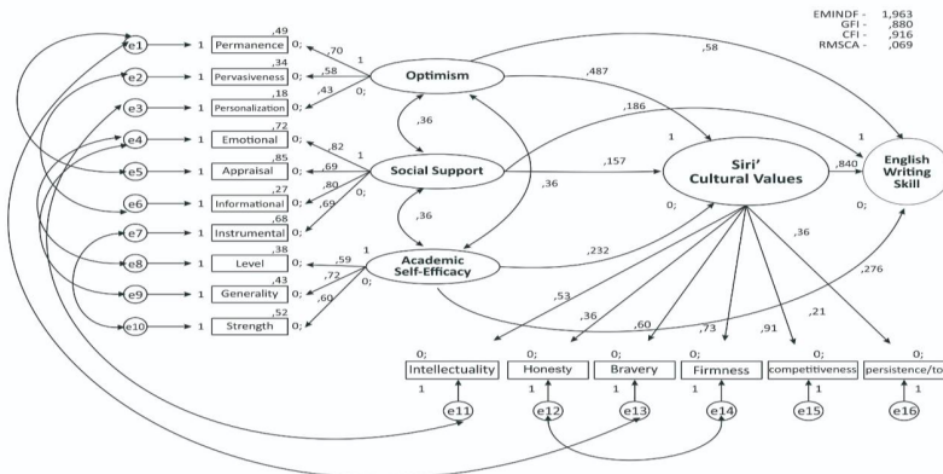 EMINDF - 1,963
GFI - ,880
CFI - ,916
RMSCA - ,069
,49
e1 1 Permanence 0;
,34
e2 1 Pervasiveness 0;
,18
e3 1 Personalization 0;
,72
e4 1 Emotional 0;
,85
e5 1 Appraisal 0;
,27
e6 1 Informational 0;
,68
e7 1 Instrumental 0;
,38
e8 1 Level 0;
,43
e9 1 Generality 0;
,52
e10 1 Strength 0;
,70
,58
,43
1
Optimism
0;
,82
,69
,80
,69
1
Social Support
0;
,59
,72
,60
1
Academic
Self-Efficacy
0;
,36
,36
,36
,58
,487
,186
,157
,232
,276
1
Siri'
Cultural Values
0;
,840
1
English
Writing
Skill
0;
,53
,36
,60
,73
,91
,21
,36
0; 0; 0; 0; 0; 0;
Intellectuality Honesty Bravery Firmness competitiveness persistence/to
1 1 1 1 1 1
e11 e12 e13 e14 e15 e16